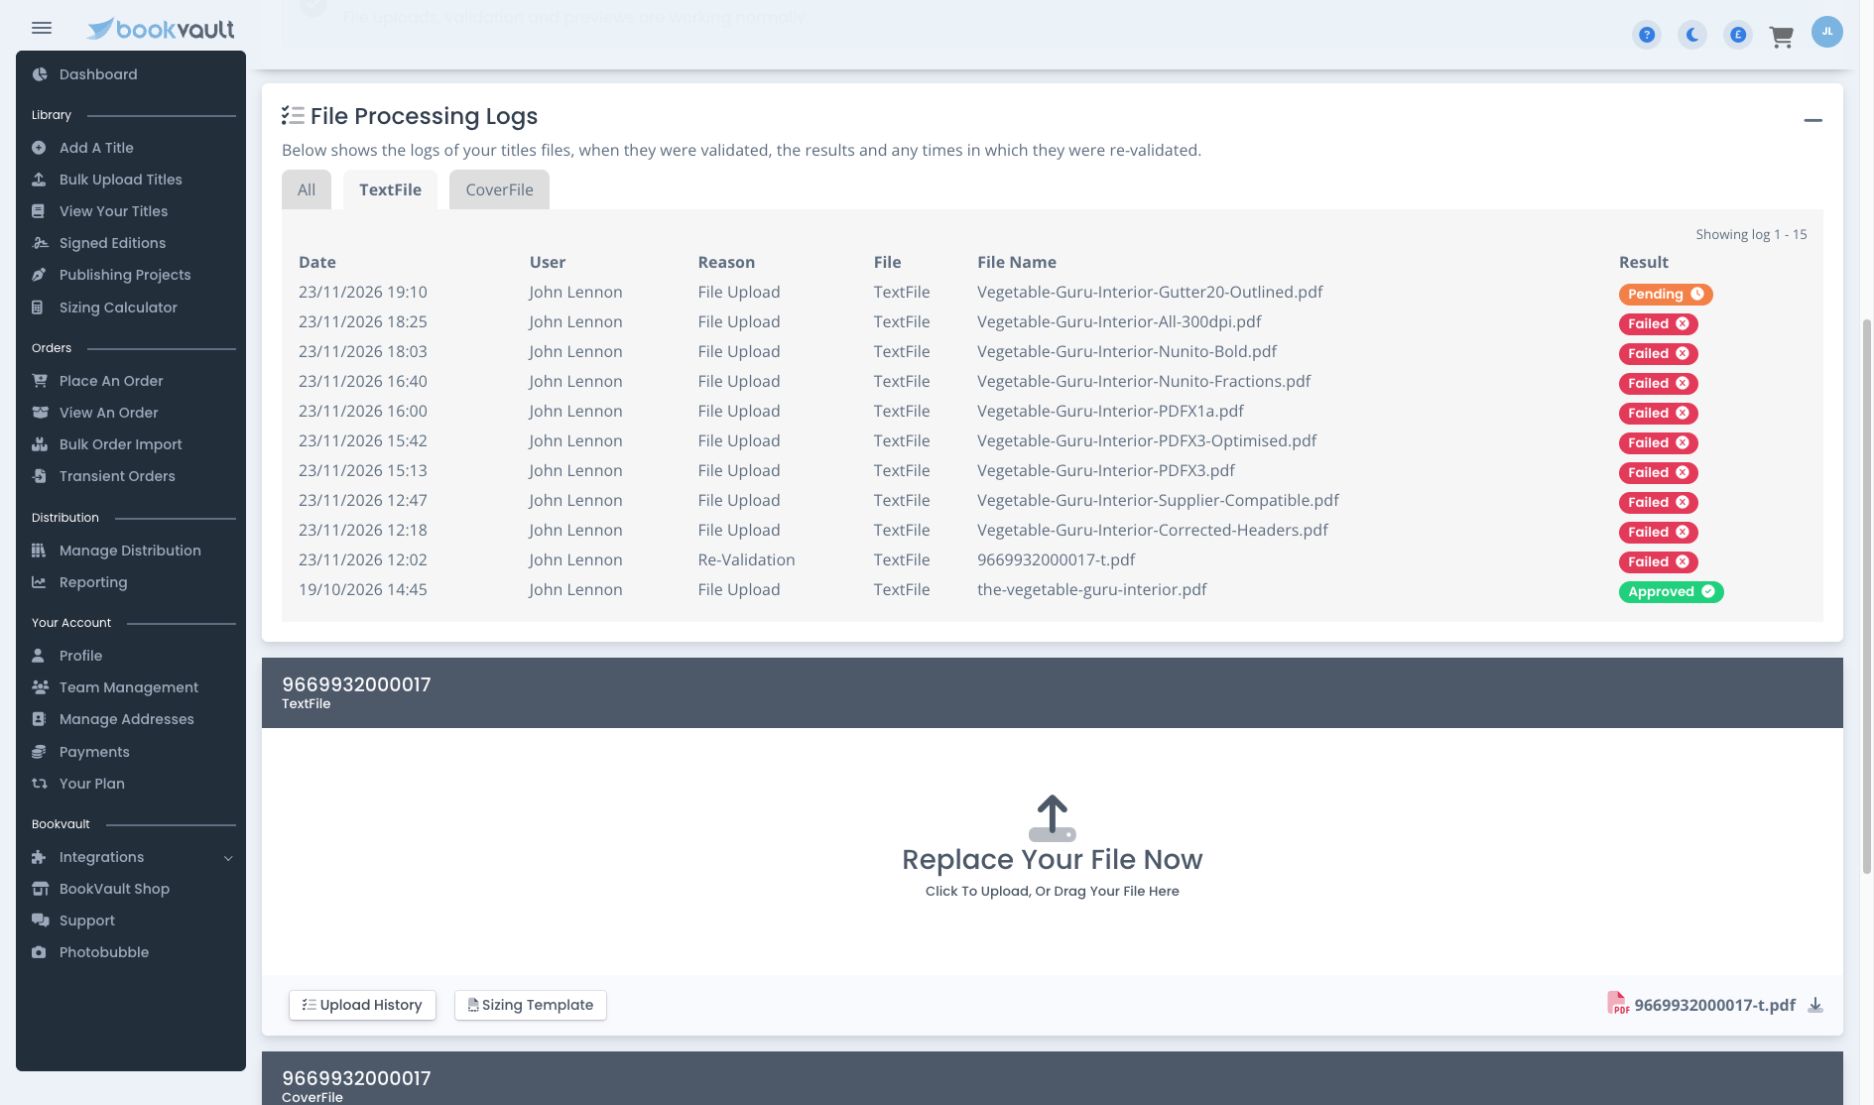 bookvault
File uploads, validation and previews are working normally.
JL
Dashboard
Library
Add A Title
Bulk Upload Titles
View Your Titles
Signed Editions
Publishing Projects
Sizing Calculator
Orders
Place An Order
View An Order
Bulk Order Import
Transient Orders
Distribution
Manage Distribution
Reporting
Your Account
Profile
Team Management
Manage Addresses
Payments
Your Plan
Bookvault
Integrations
BookVault Shop
Support
Photobubble
File Processing Logs
Below shows the logs of your titles files, when they were validated, the results and any times in which they were re-validated.
All TextFile CoverFile
Showing log 1 - 15
Date User Reason File File Name Result
23/11/2026 19:10 John Lennon File Upload TextFile Vegetable-Guru-Interior-Gutter20-Outlined.pdf Pending
23/11/2026 18:25 John Lennon File Upload TextFile Vegetable-Guru-Interior-All-300dpi.pdf Failed
23/11/2026 18:03 John Lennon File Upload TextFile Vegetable-Guru-Interior-Nunito-Bold.pdf Failed
23/11/2026 16:40 John Lennon File Upload TextFile Vegetable-Guru-Interior-Nunito-Fractions.pdf Failed
23/11/2026 16:00 John Lennon File Upload TextFile Vegetable-Guru-Interior-PDFX1a.pdf Failed
23/11/2026 15:42 John Lennon File Upload TextFile Vegetable-Guru-Interior-PDFX3-Optimised.pdf Failed
23/11/2026 15:13 John Lennon File Upload TextFile Vegetable-Guru-Interior-PDFX3.pdf Failed
23/11/2026 12:47 John Lennon File Upload TextFile Vegetable-Guru-Interior-Supplier-Compatible.pdf Failed
23/11/2026 12:18 John Lennon File Upload TextFile Vegetable-Guru-Interior-Corrected-Headers.pdf Failed
23/11/2026 12:02 John Lennon Re-Validation TextFile 9669932000017-t.pdf Failed
19/10/2026 14:45 John Lennon File Upload TextFile the-vegetable-guru-interior.pdf Approved
9669932000017
TextFile
Replace Your File Now
Click To Upload, Or Drag Your File Here
Upload History Sizing Template PDF 9669932000017-t.pdf
9669932000017
CoverFile